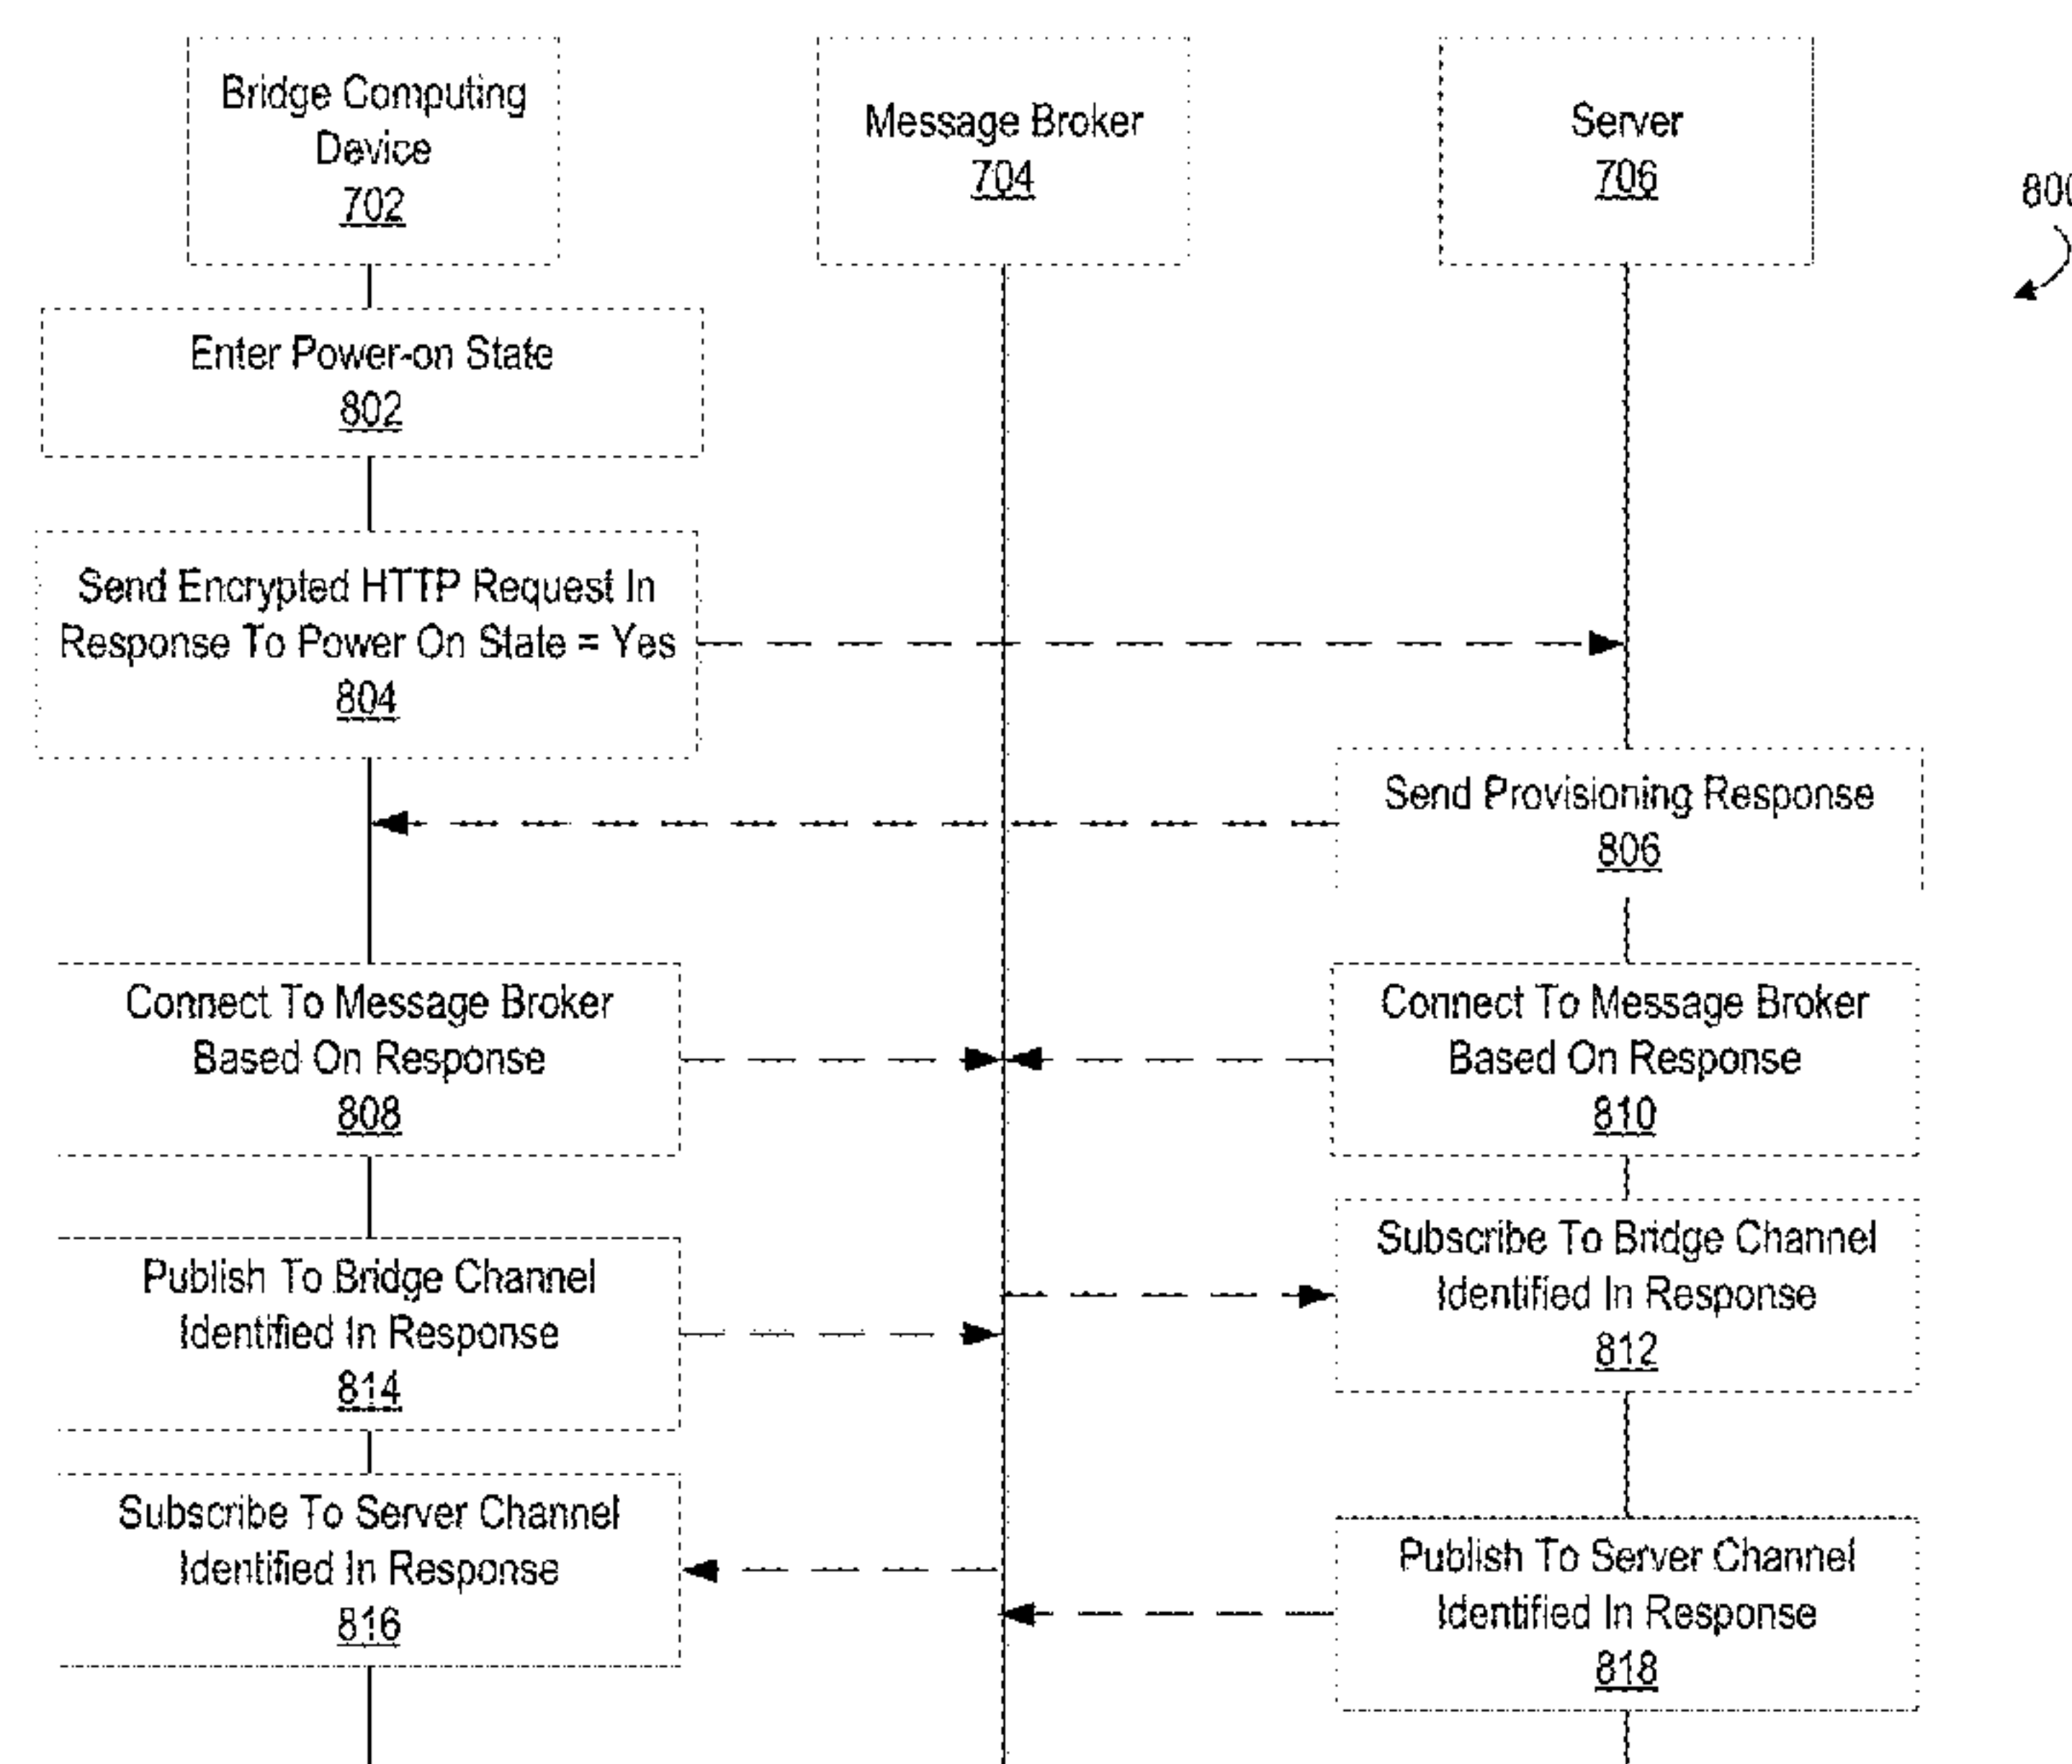 Bridge Computing
Device
702
Message Broker
704
Server
706
800
Enter Power-on State
802
Send Encrypted HTTP Request In
Response To Power On State = Yes
804
Send Provisioning Response
806
Connect To Message Broker
Based On Response
808
Connect To Message Broker
Based On Response
810
Subscribe To Bridge Channel
Identified In Response
812
Publish To Bridge Channel
Identified In Response
814
Subscribe To Server Channel
Identified In Response
816
Publish To Server Channel
Identified In Response
818